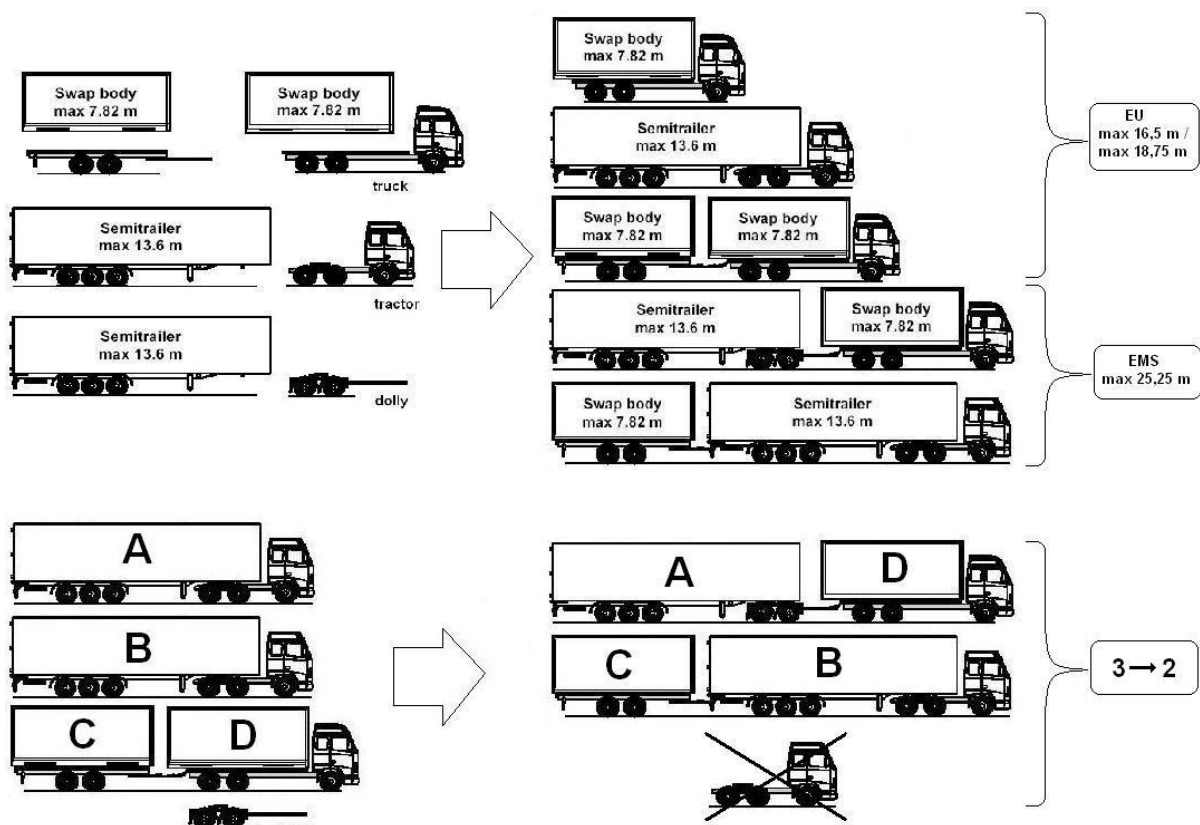 Swap body
max 7.82 m
Swap body
max 7.82 m
truck
Semitrailer
max 13.6 m
tractor
Semitrailer
max 13.6 m
dolly
Swap body
max 7.82 m
Semitrailer
max 13.6 m
Swap body
max 7.82 m
Swap body
max 7.82 m
EU
max 16,5 m /
max 18,75 m
Semitrailer
max 13.6 m
Swap body
max 7.82 m
Swap body
max 7.82 m
Semitrailer
max 13.6 m
EMS
max 25,25 m
A
B
C D
A D
C B
3→2